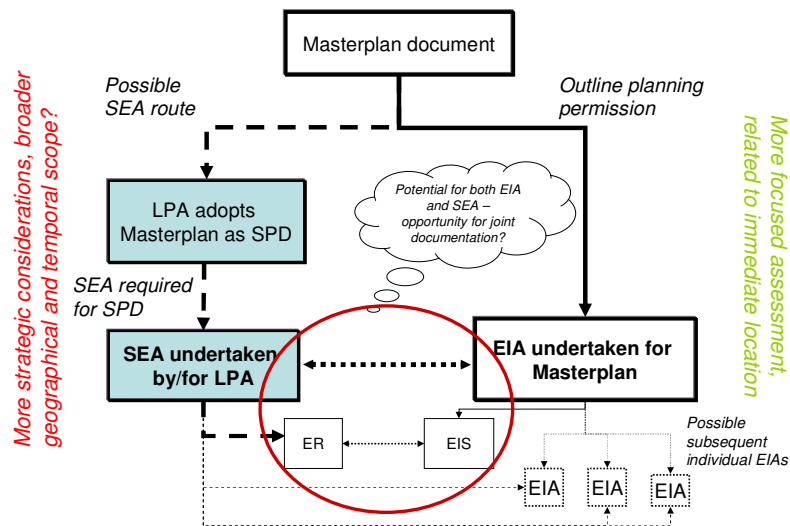 Masterplan document
Possible
SEA route
Outline planning
permission
More strategic considerations, broader
geographical and temporal scope?
More focused assessment,
related to immediate location
Potential for both EIA
and SEA –
opportunity for joint
documentation?
LPA adopts
Masterplan as SPD
SEA required
for SPD
SEA undertaken
by/for LPA
EIA undertaken for
Masterplan
ER
EIS
Possible
subsequent
individual EIAs
EIA
EIA
EIA